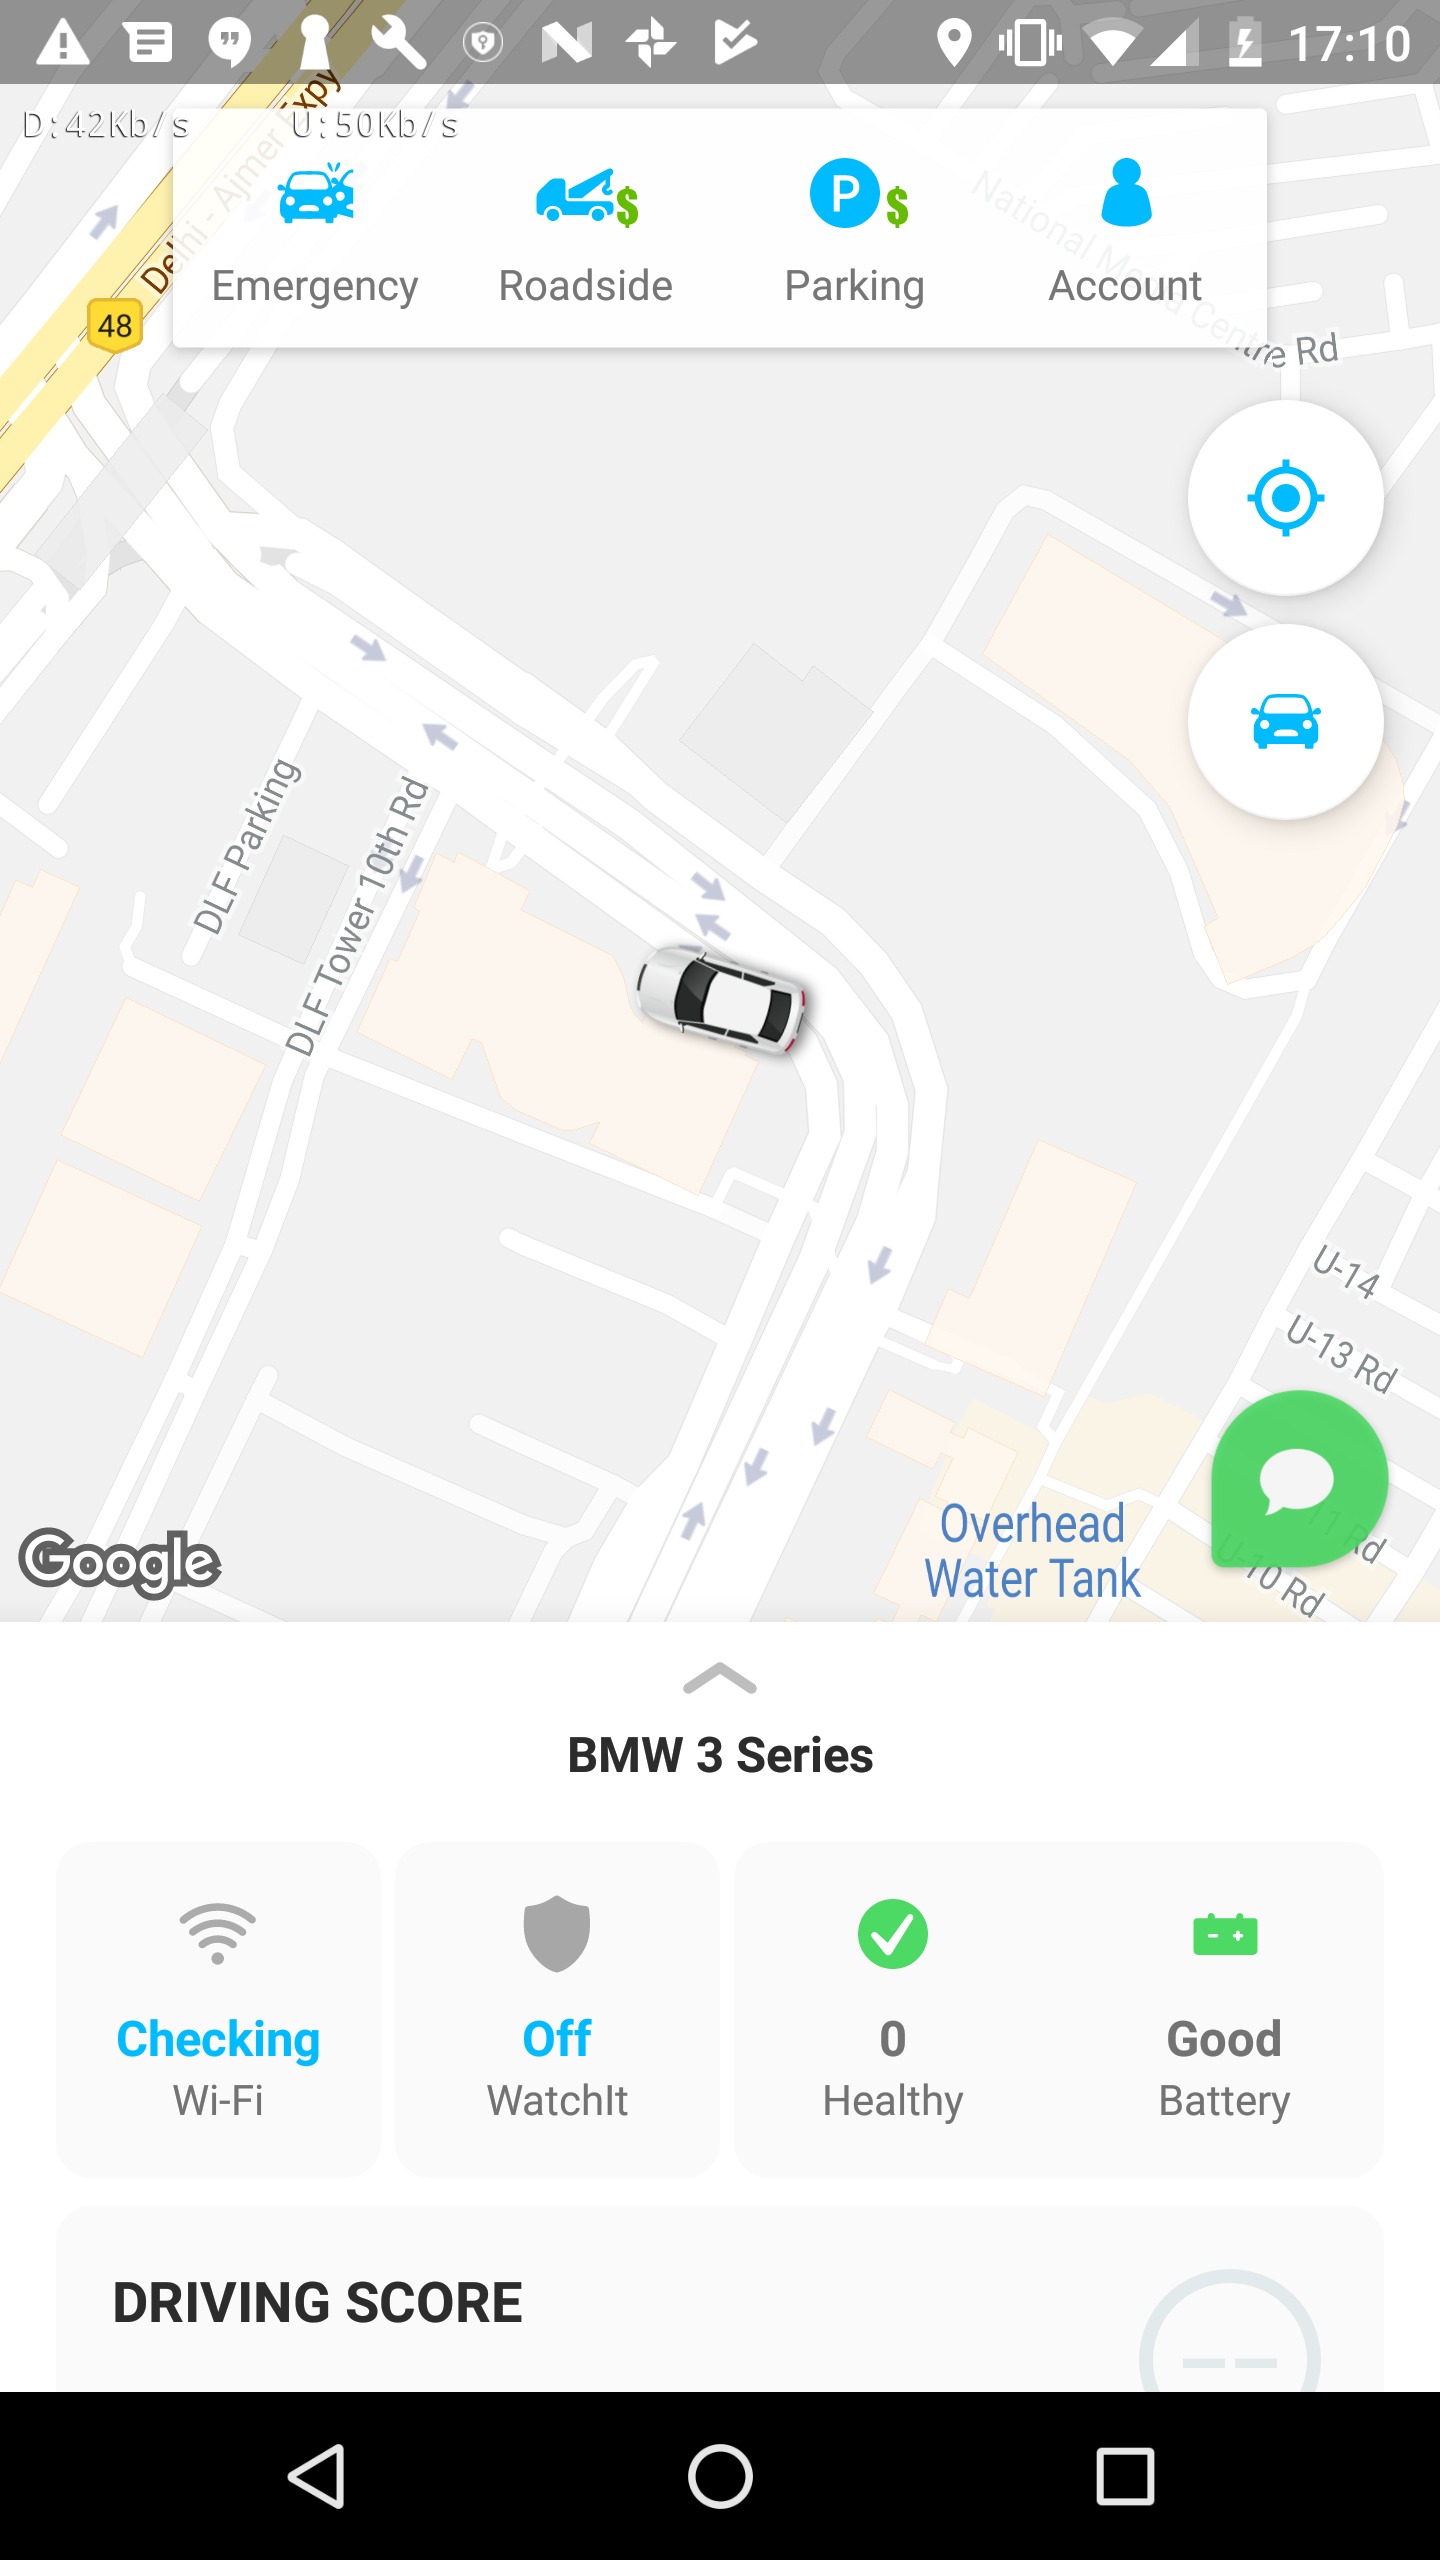 17:10
D:42Kb/s U:50Kb/s
Delhi - Ajmer Expy
48
Emergency
Roadside
$
P
$
Parking
Account
National Media Centre Rd
DLF Parking
DLF Tower 10th Rd
U-14
U-13 Rd
11 Rd
U-10 Rd
Overhead
Water Tank
Google
BMW 3 Series
Checking
Wi-Fi
Off
WatchIt
0
Healthy
Good
Battery
DRIVING SCORE
--